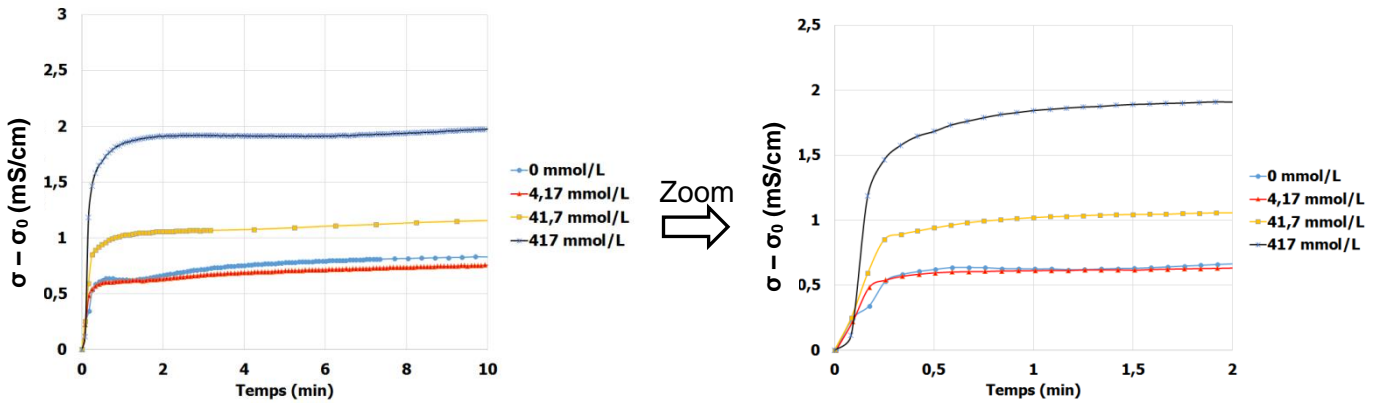 3
2,5
2
1,5
1
0,5
0
σ – σ₀ (mS/cm)
0 2 4 6 8 10
Temps (min)
0 mmol/L
4,17 mmol/L
41,7 mmol/L
417 mmol/L
Zoom
2,5
2
1,5
1
0,5
0
σ – σ₀ (mS/cm)
0 0,5 1 1,5 2
Temps (min)
0 mmol/L
4,17 mmol/L
41,7 mmol/L
417 mmol/L